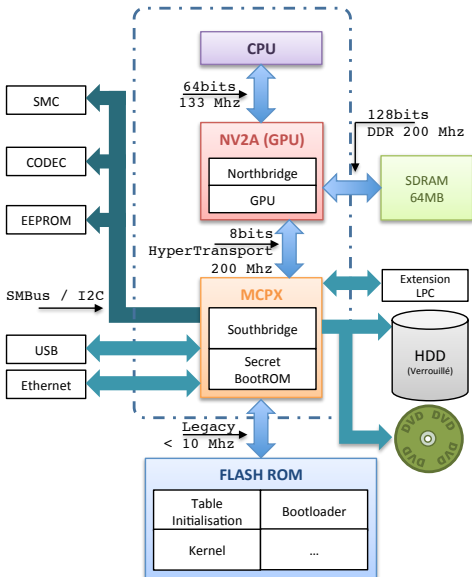 CPU
64bits
133 Mhz
SMC
128bits
DDR 200 Mhz
NV2A (GPU)
CODEC
Northbridge
GPU
SDRAM
64MB
EEPROM
8bits
HyperTransport
200 Mhz
MCPX
Extension
LPC
SMBus / I2C
Southbridge
USB
HDD
(Verrouillé)
Secret
BootROM
Ethernet
DVD DVD DVD DVD DVD
Legacy
< 10 Mhz
FLASH ROM
Table
Initialisation
Bootloader
Kernel
...